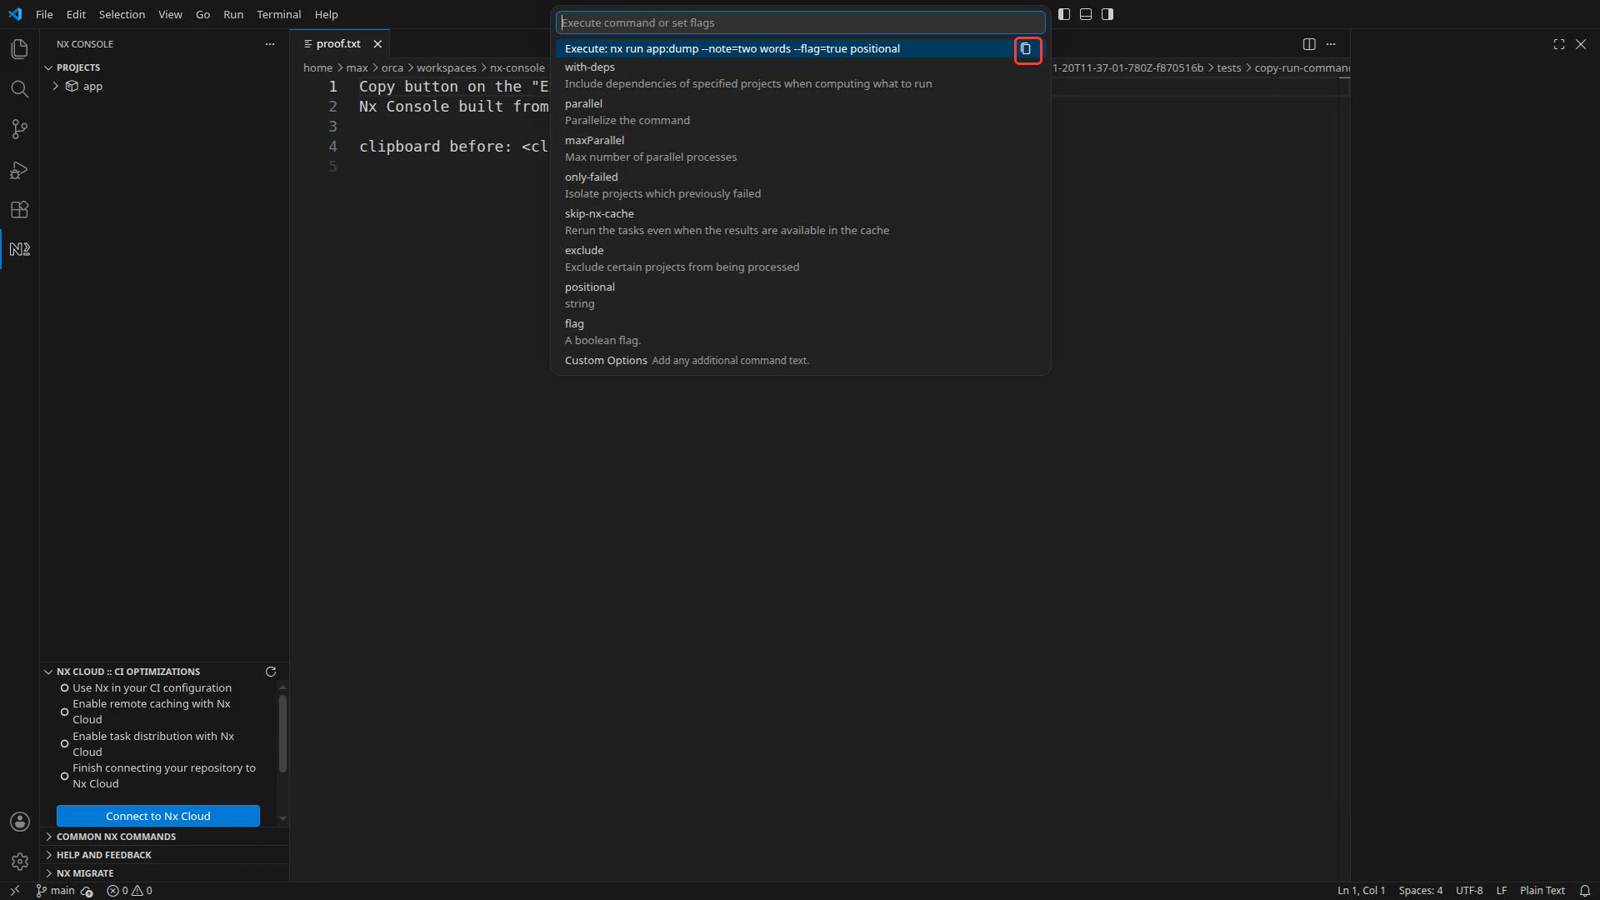 File Edit Selection View Go Run Terminal Help
Execute command or set flags
NX CONSOLE
proof.txt
Execute: nx run app:dump --note=two words --flag=true positional
PROJECTS
app
home > max > orca > workspaces > nx-console
1-20T11-37-01-780Z-f870516b > tests > copy-run-command
with-deps
Include dependencies of specified projects when computing what to run
parallel
Parallelize the command
maxParallel
Max number of parallel processes
only-failed
Isolate projects which previously failed
skip-nx-cache
Rerun the tasks even when the results are available in the cache
exclude
Exclude certain projects from being processed
positional
string
flag
A boolean flag.
Custom Options Add any additional command text.
1 Copy button on the "E
2 Nx Console built from
3
4 clipboard before: <cl
5
NX CLOUD :: CI OPTIMIZATIONS
Use Nx in your CI configuration
Enable remote caching with Nx
Cloud
Enable task distribution with Nx
Cloud
Finish connecting your repository to
Nx Cloud
Connect to Nx Cloud
COMMON NX COMMANDS
HELP AND FEEDBACK
NX MIGRATE
main 0 0
Ln 1, Col 1 Spaces: 4 UTF-8 LF Plain Text